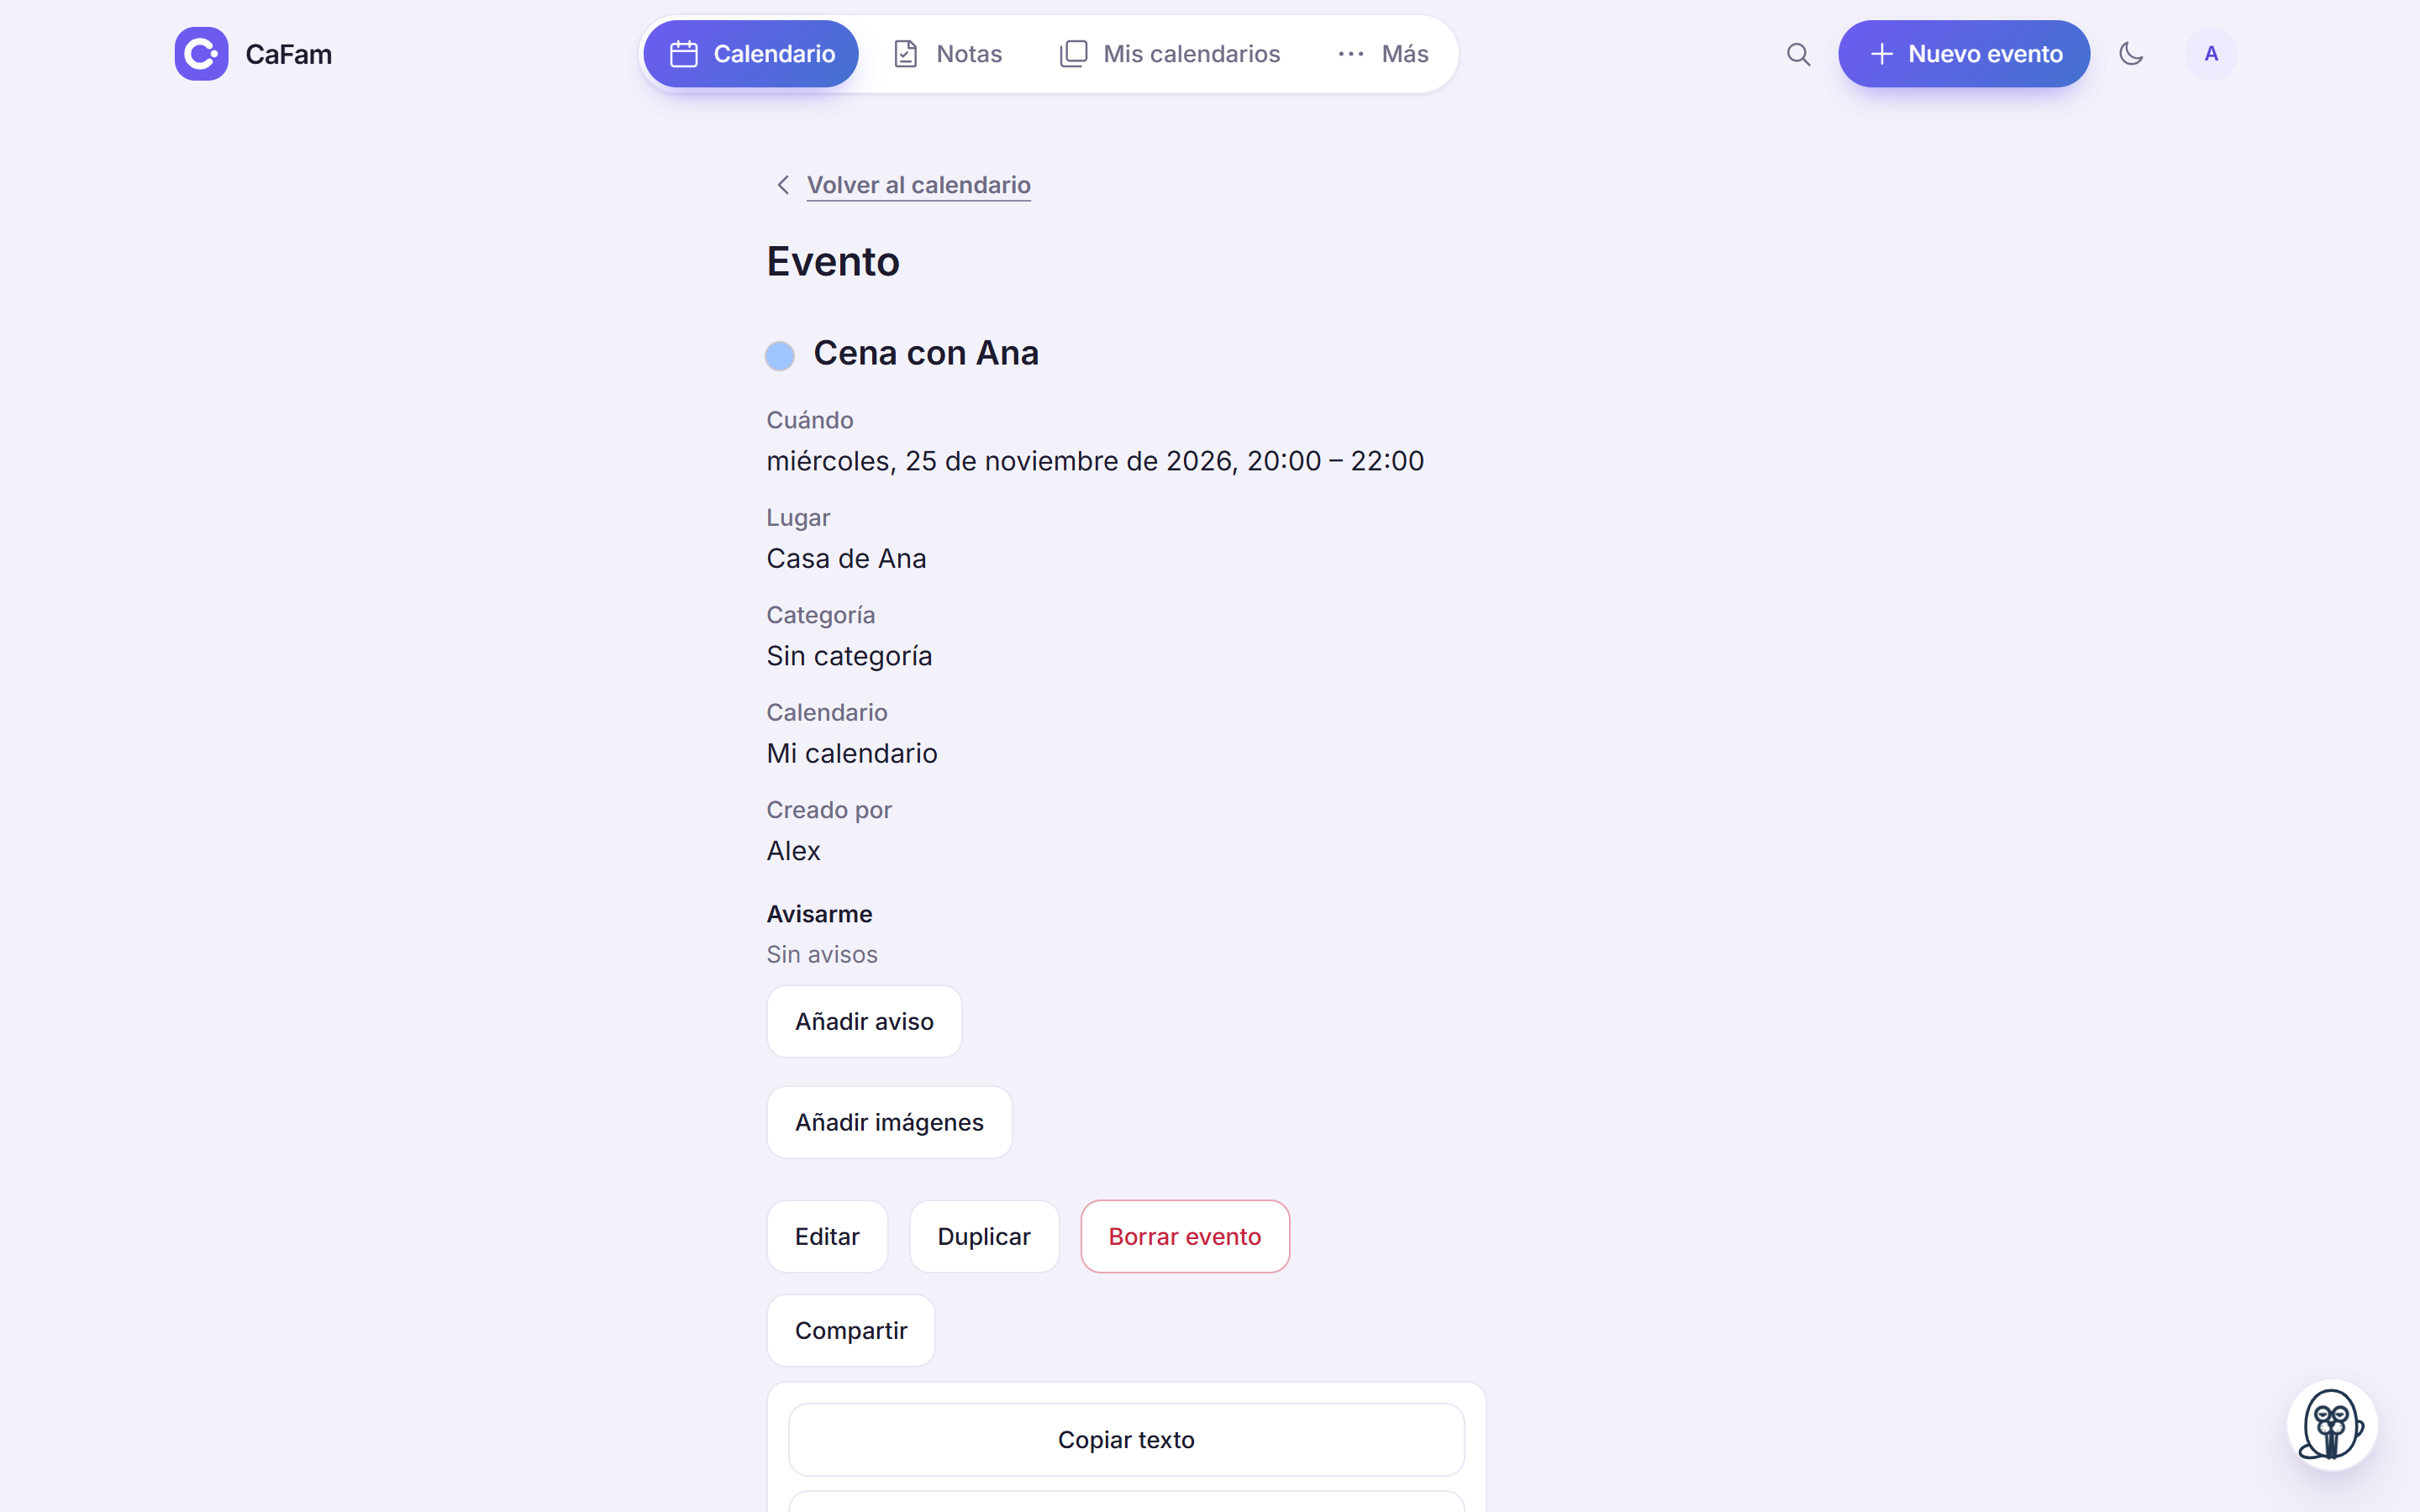 CaFam
Calendario
Notas
Mis calendarios
Más
Nuevo evento
A
Volver al calendario
Evento
Cena con Ana
Cuándo
miércoles, 25 de noviembre de 2026, 20:00 – 22:00
Lugar
Casa de Ana
Categoría
Sin categoría
Calendario
Mi calendario
Creado por
Alex
Avisarme
Sin avisos
Añadir aviso
Añadir imágenes
Editar
Duplicar
Borrar evento
Compartir
Copiar texto